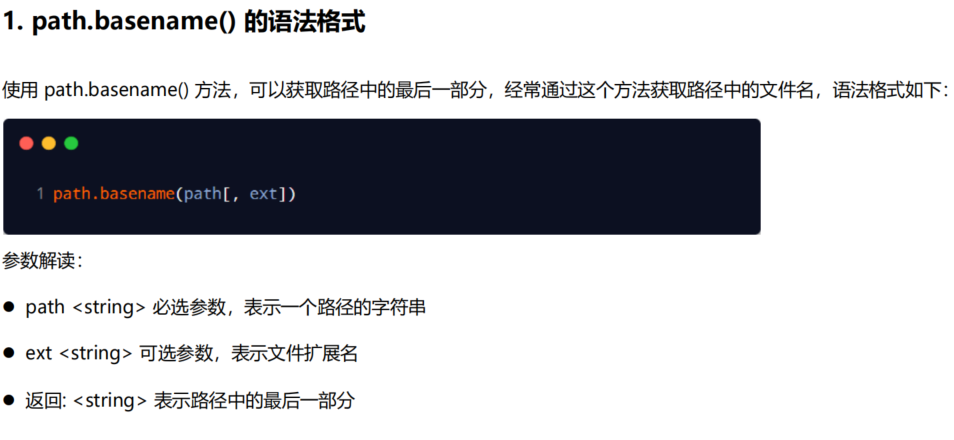 1. path.basename() 的语法格式
使用 path.basename() 方法，可以获取路径中的最后一部分，经常通过这个方法获取路径中的文件名，语法格式如下：
1 path.basename(path[, ext])
参数解读：
● path <string> 必选参数，表示一个路径的字符串
● ext <string> 可选参数，表示文件扩展名
● 返回: <string> 表示路径中的最后一部分